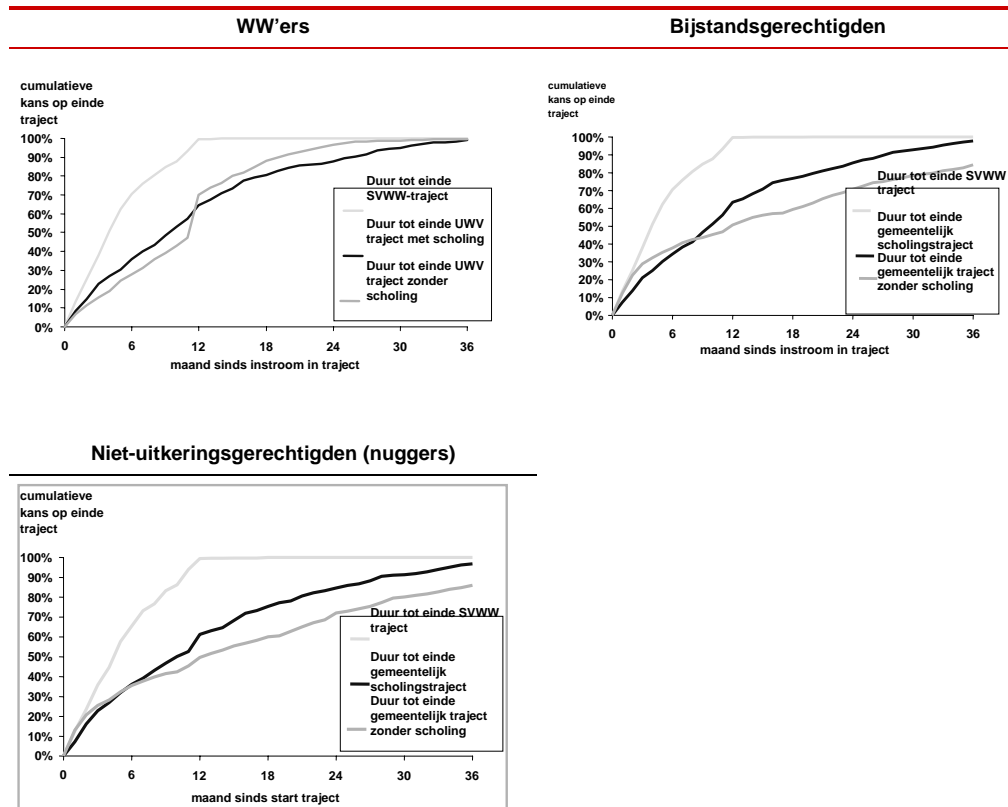 WW'ers
Bijstandsgerechtigden
cumulatieve
kans op einde
traject
100%
90%
80%
70%
60%
50%
40%
30%
20%
10%
0%
0 6 12 18 24 30 36
maand sinds instroom in traject
Duur tot einde
SVWW-traject
Duur tot einde UWV
traject met scholing
Duur tot einde UWV
traject zonder
scholing
cumulatieve
kans op einde
traject
100%
90%
80%
70%
60%
50%
40%
30%
20%
10%
0%
0 6 12 18 24 30 36
maand sinds instroom in traject
Duur tot einde SVWW
traject
Duur tot einde
gemeentelijk
scholingstraject
Duur tot einde
gemeentelijk traject
zonder scholing
Niet-uitkeringsgerechtigden (nuggers)
cumulatieve
kans op einde
traject
100%
90%
80%
70%
60%
50%
40%
30%
20%
10%
0%
0 6 12 18 24 30 36
maand sinds start traject
Duur tot einde SVWW
traject
Duur tot einde
gemeentelijk
scholingstraject
Duur tot einde
gemeentelijk traject
zonder scholing